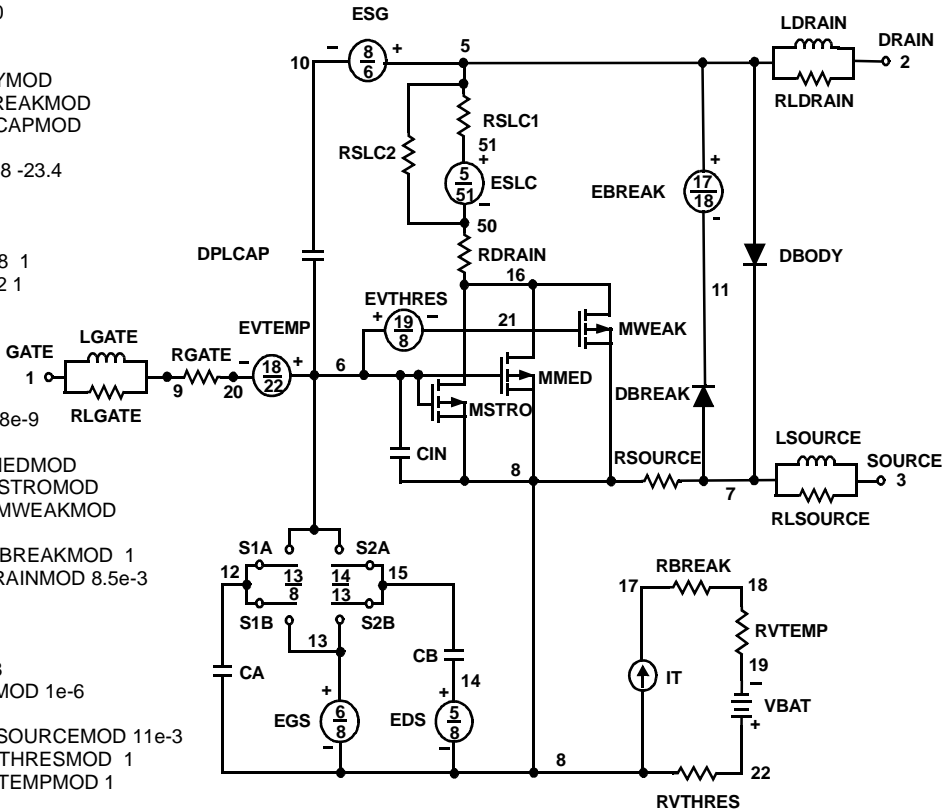 0
YMOD
REAKMOD
CAPMOD
8 -23.4
8 1
2 1
8e-9
MEDMOD
STROMOD
MWEAKMOD
BREAKMOD 1
RAINMOD 8.5e-3
MOD 1e-6
SOURCEMOD 11e-3
THRESMOD 1
TEMPMOD 1
ESG
10 - 8/6 + 5
LDRAIN
DRAIN
2
RLDRAIN
RSLC1
51
RSLC2
+
5/51
ESLC
-
50
+
EBREAK
17/18
-
DPLCAP
RDRAIN
16
DBODY
EVTHRES
+ 19/8 -
21
11
MWEAK
EVTEMP
LGATE
GATE
1
RGATE
9
20
- 18/22 +
6
MMED
MSTRO
DBREAK
RLGATE
CIN
LSOURCE
SOURCE
3
RSOURCE
8
7
RLSOURCE
S1A
S2A
12
13/8
14/13
15
S1B
S2B
13
RBREAK
17
18
RVTEMP
CA
CB
14
IT
19
-
VBAT
+
+
EGS
6/8
-
+
EDS
5/8
-
8
22
RVTHRES